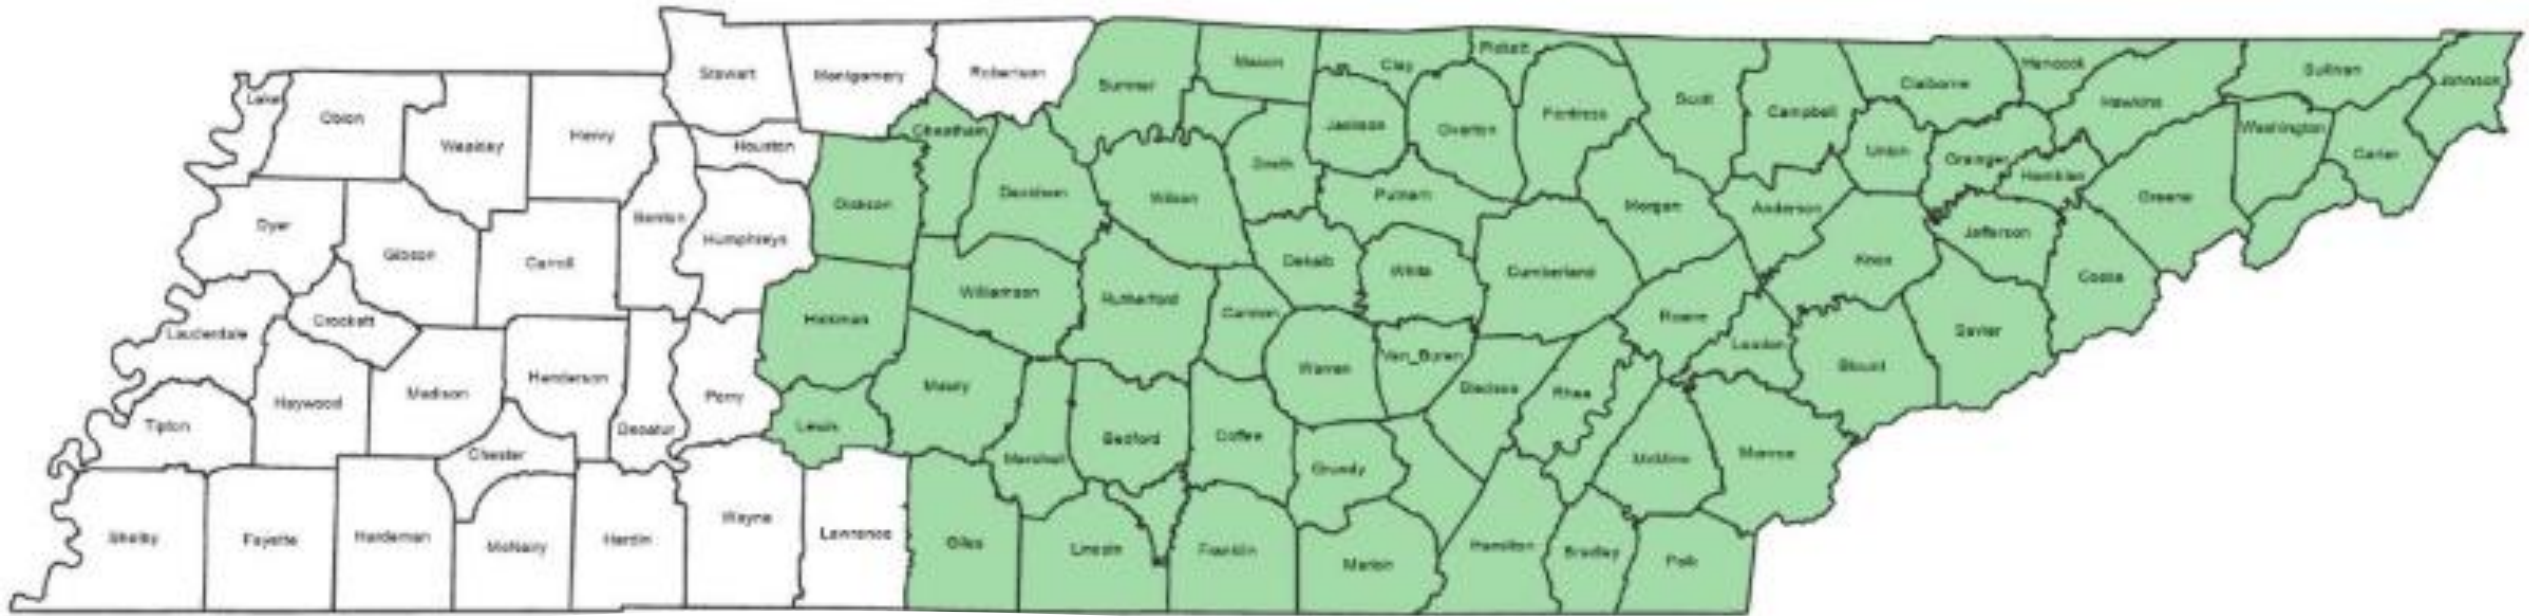 Stewart
Montgomery
Robertson
Sumner
Macon
Clay
Pickett
Scott
Campbell
Claiborne
Hancock
Hawkins
Sullivan
Johnson
Lake
Obion
Weakley
Henry
Houston
Cheatham
Jackson
Overton
Fentress
Union
Grainger
Hamblen
Washington
Carter
Dyer
Gibson
Carroll
Benton
Humphreys
Dickson
Davidson
Wilson
Smith
Putnam
Morgan
Anderson
Knox
Jefferson
Greene
Cocke
Lauderdale
Crockett
Hickman
Williamson
Rutherford
Cannon
Dekalb
White
Cumberland
Roane
Loudon
Blount
Sevier
Tipton
Haywood
Madison
Henderson
Decatur
Perry
Lewis
Maury
Marshall
Bedford
Coffee
Warren
Van_Buren
Bledsoe
Rhea
McMinn
Monroe
Chester
Grundy
Shelby
Fayette
Hardeman
McNairy
Hardin
Wayne
Lawrence
Giles
Lincoln
Franklin
Marion
Hamilton
Bradley
Polk